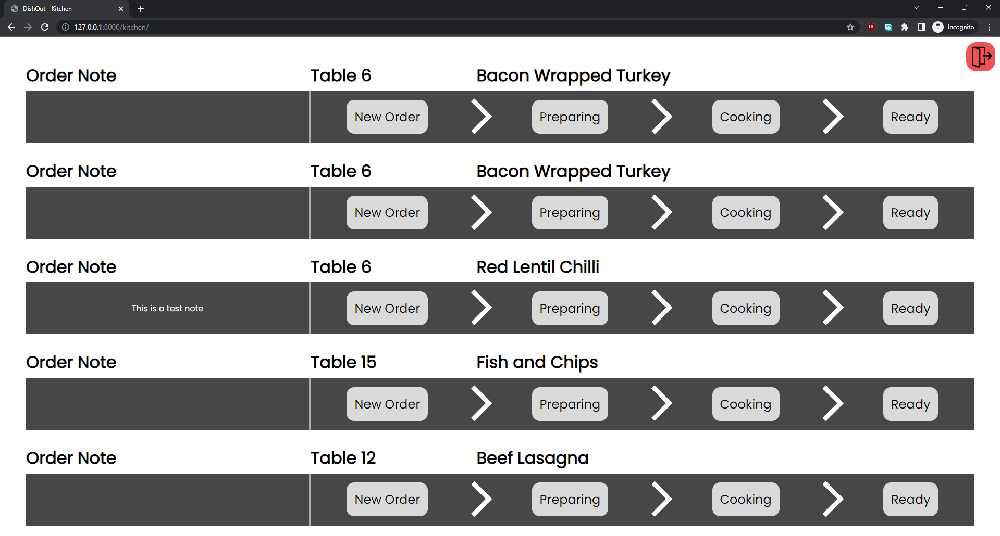 DishOut - Kitchen
127.0.0.1:8000/kitchen/
Incognito
Order Note Table 6 Bacon Wrapped Turkey
New Order Preparing Cooking Ready
Order Note Table 6 Bacon Wrapped Turkey
New Order Preparing Cooking Ready
Order Note Table 6 Red Lentil Chilli
This is a test note New Order Preparing Cooking Ready
Order Note Table 15 Fish and Chips
New Order Preparing Cooking Ready
Order Note Table 12 Beef Lasagna
New Order Preparing Cooking Ready